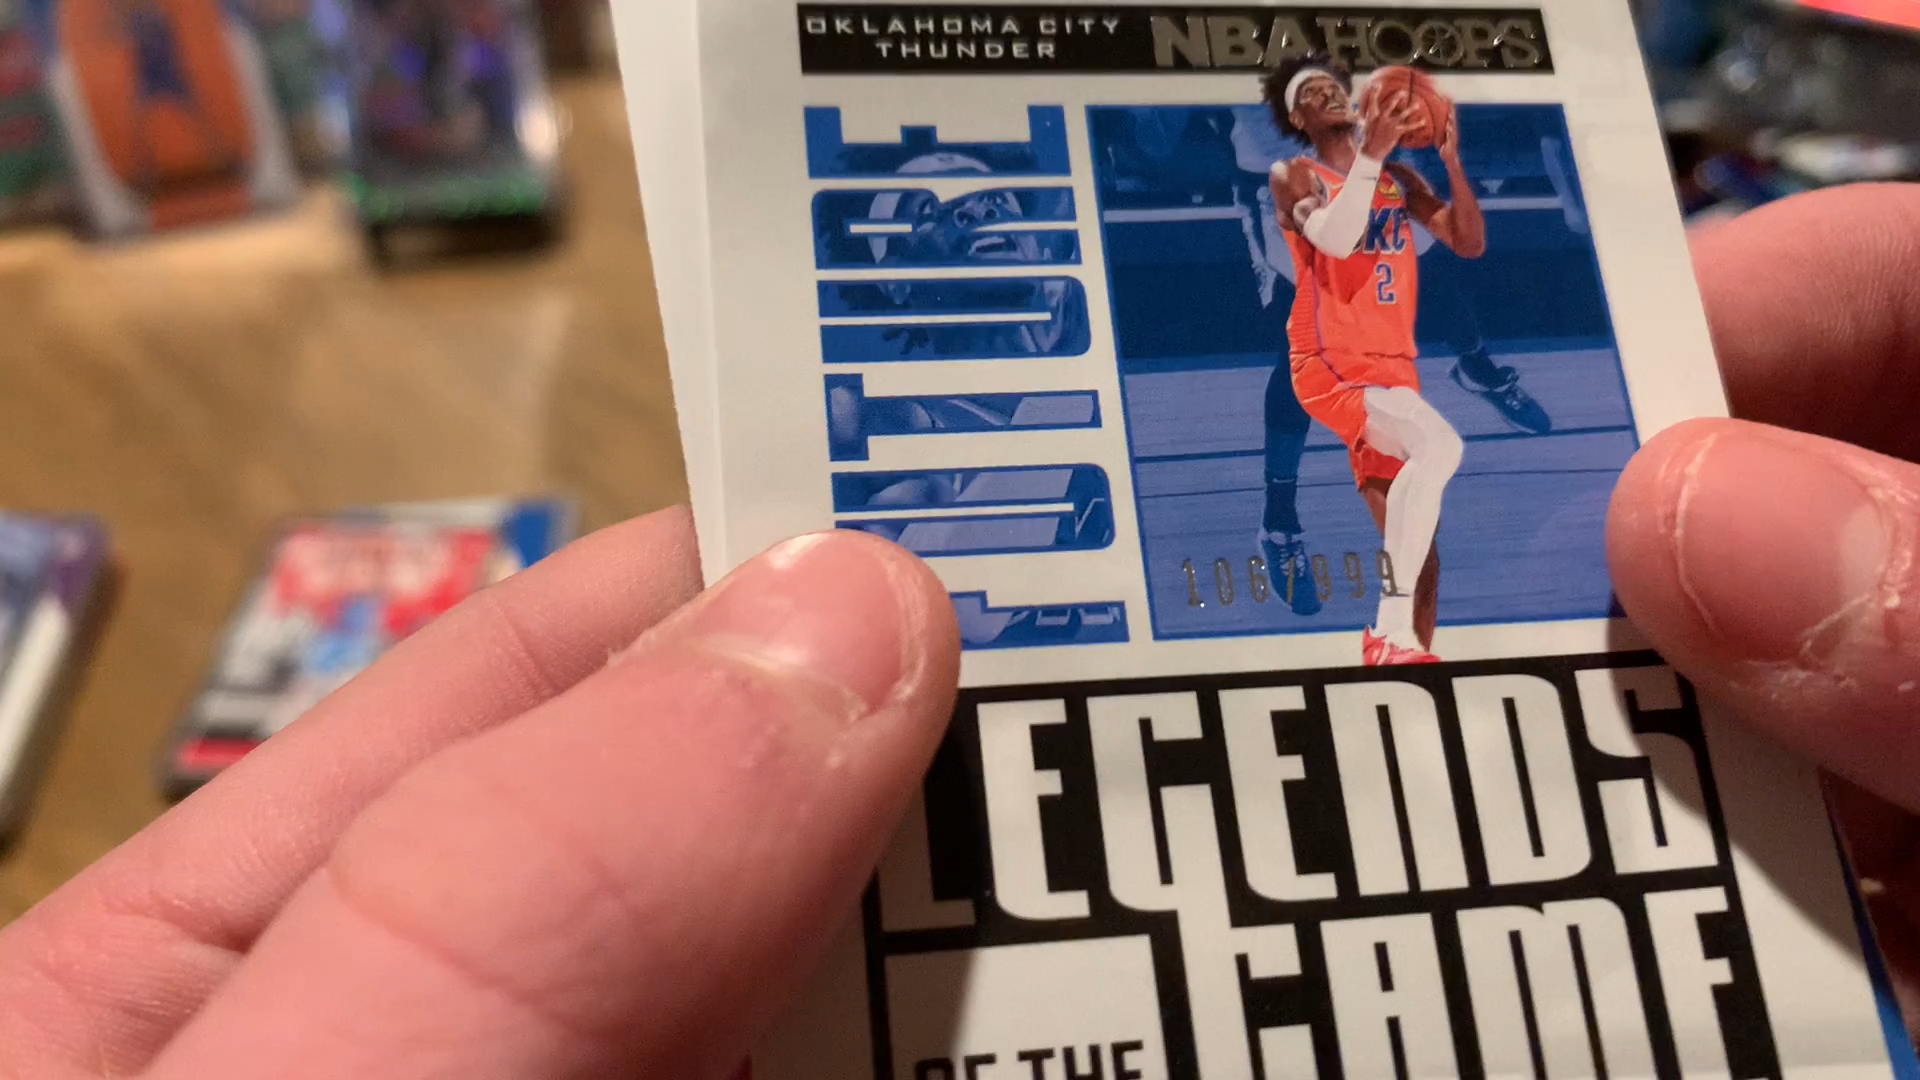 OKLAHOMA CITY
THUNDER
NBA HOOPS
FUTURE
OKC
2
106/999
LEGENDS
OF THE
GAME